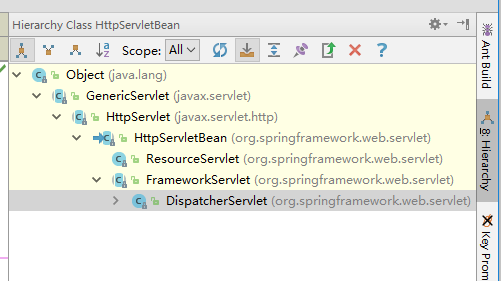 Hierarchy Class HttpServletBean
Scope: All
Object (java.lang)
GenericServlet (javax.servlet)
HttpServlet (javax.servlet.http)
HttpServletBean (org.springframework.web.servlet)
ResourceServlet (org.springframework.web.servlet)
FrameworkServlet (org.springframework.web.servlet)
DispatcherServlet (org.springframework.web.servlet)
Ant Build
8: Hierarchy
Key Prom